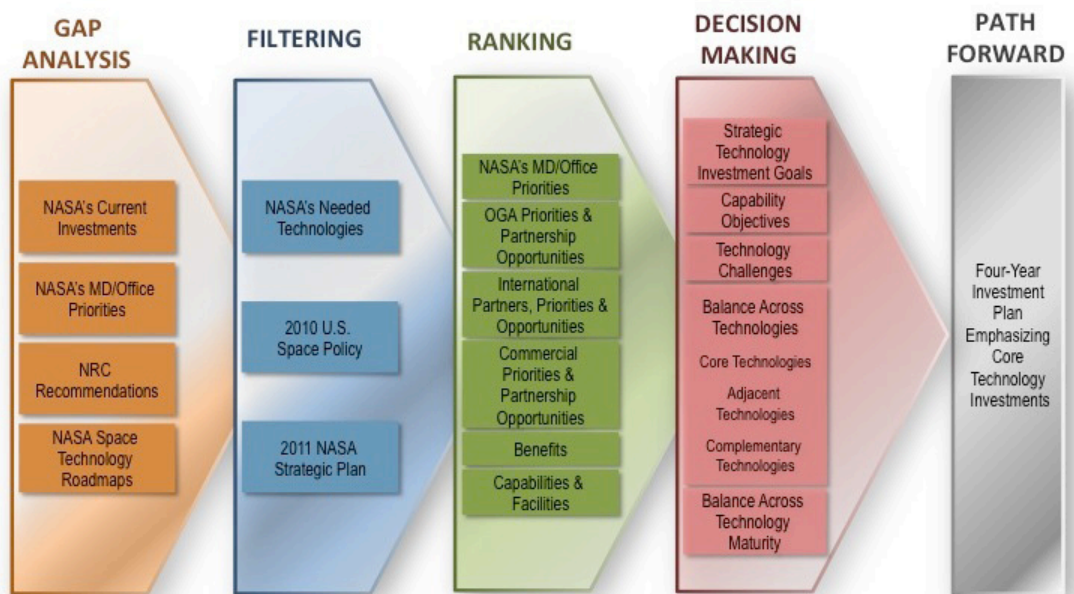 GAP
ANALYSIS
NASA's Current
Investments
NASA's MD/Office
Priorities
NRC
Recommendations
NASA Space
Technology
Roadmaps
FILTERING
NASA's Needed
Technologies
2010 U.S.
Space Policy
2011 NASA
Strategic Plan
RANKING
NASA's MD/Office
Priorities
OGA Priorities &
Partnership
Opportunities
International
Partners, Priorities &
Opportunities
Commercial
Priorities &
Partnership
Opportunities
Benefits
Capabilities &
Facilities
DECISION
MAKING
Strategic
Technology
Investment Goals
Capability
Objectives
Technology
Challenges
Balance Across
Technologies
Core Technologies
Adjacent
Technologies
Complementary
Technologies
Balance Across
Technology
Maturity
PATH
FORWARD
Four-Year
Investment
Plan
Emphasizing
Core
Technology
Investments